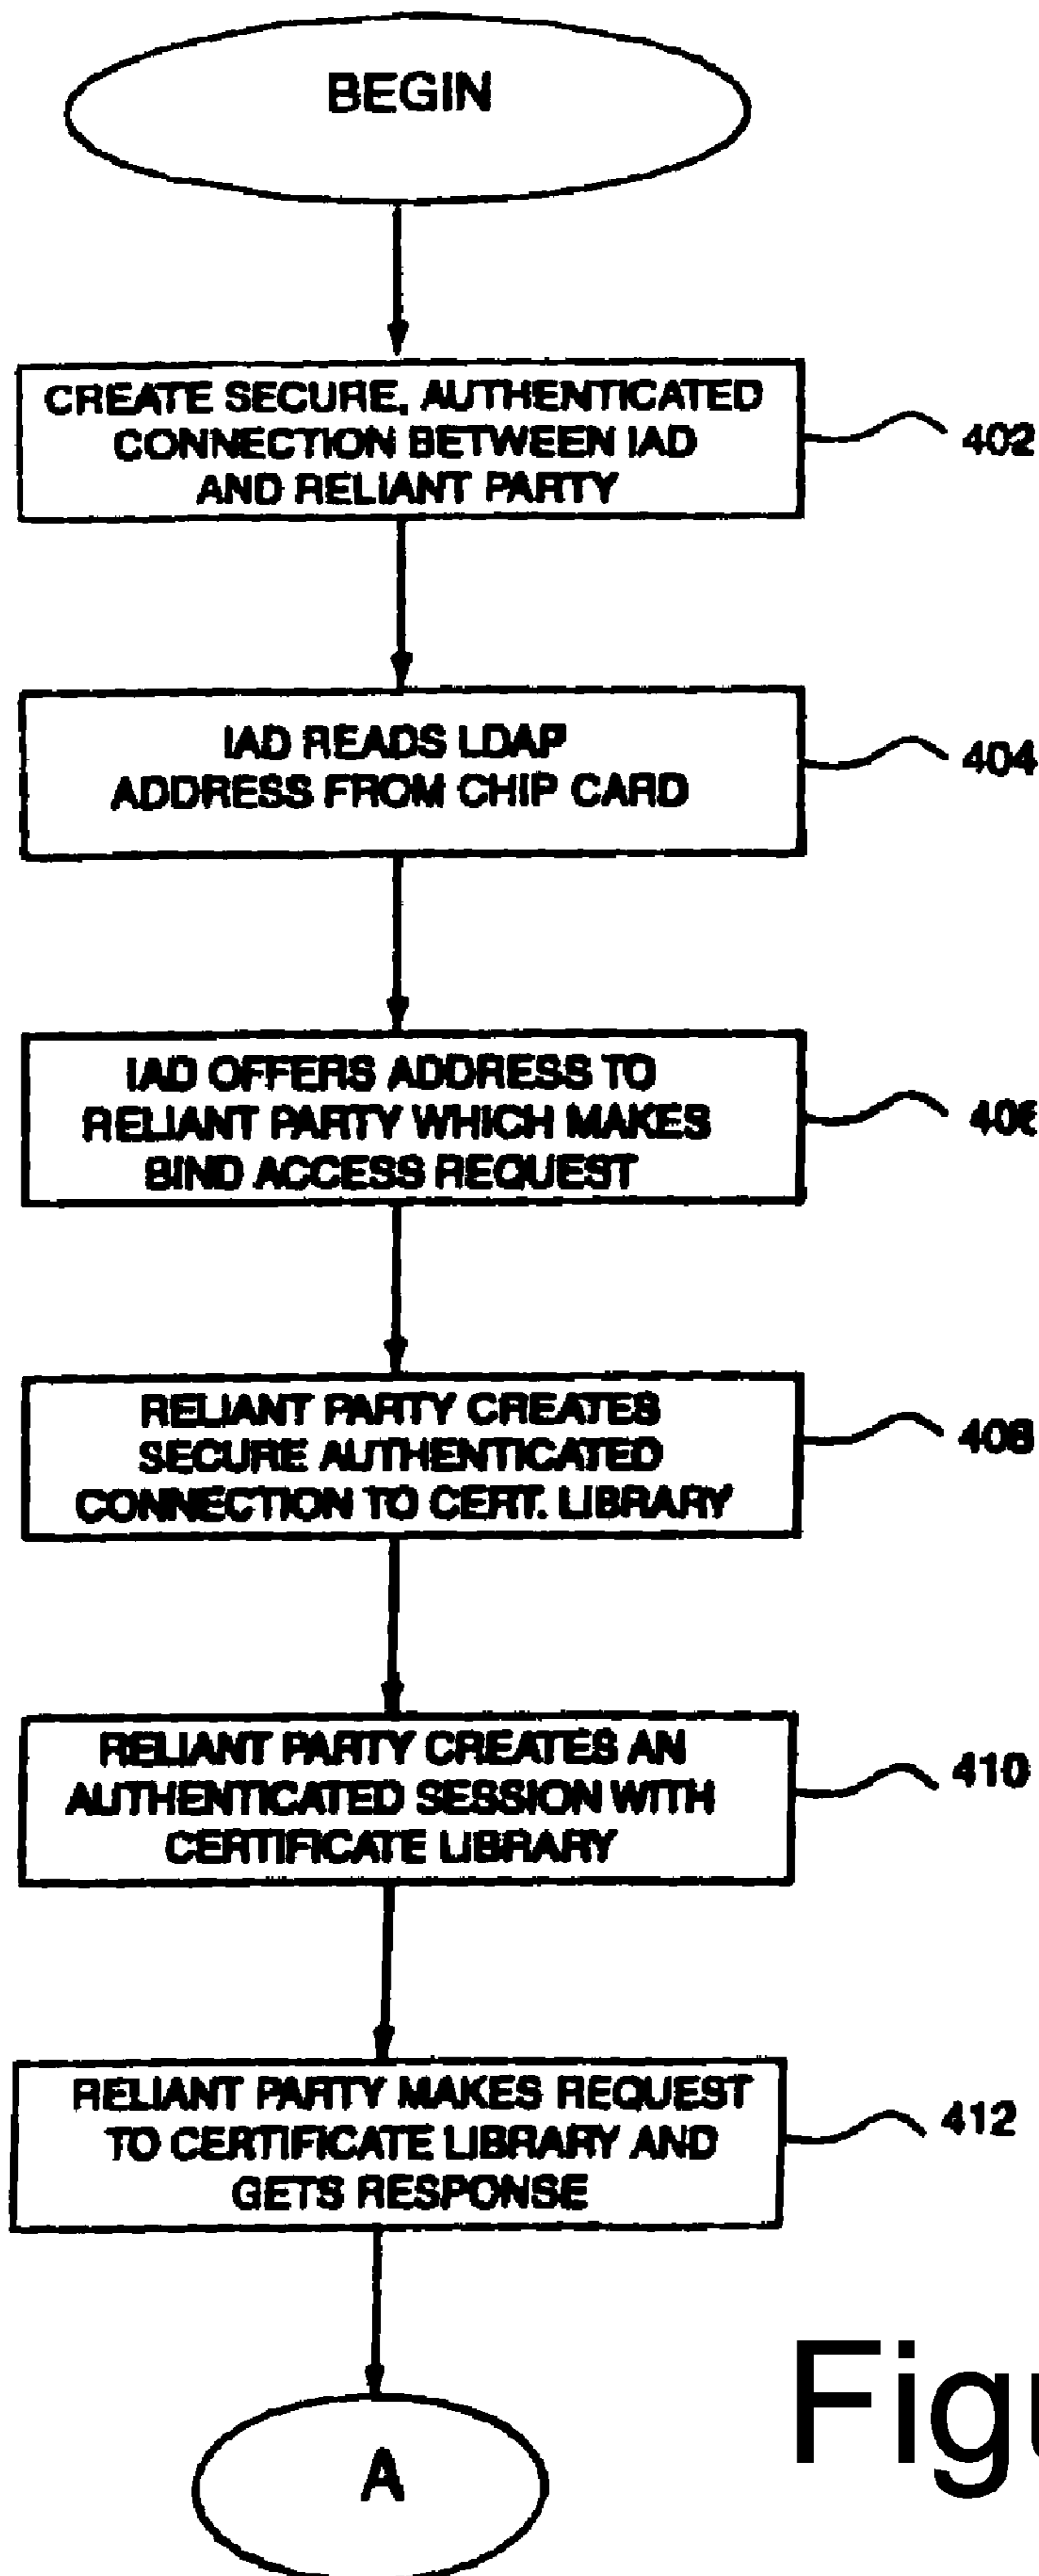 BEGIN
CREATE SECURE, AUTHENTICATED
CONNECTION BETWEEN IAD
AND RELIANT PARTY
402
IAD READS LDAP
ADDRESS FROM CHIP CARD
404
IAD OFFERS ADDRESS TO
RELIANT PARTY WHICH MAKES
BIND ACCESS REQUEST
406
RELIANT PARTY CREATES
SECURE AUTHENTICATED
CONNECTION TO CERT. LIBRARY
408
RELIANT PARTY CREATES AN
AUTHENTICATED SESSION WITH
CERTIFICATE LIBRARY
410
RELIANT PARTY MAKES REQUEST
TO CERTIFICATE LIBRARY AND
GETS RESPONSE
412
A